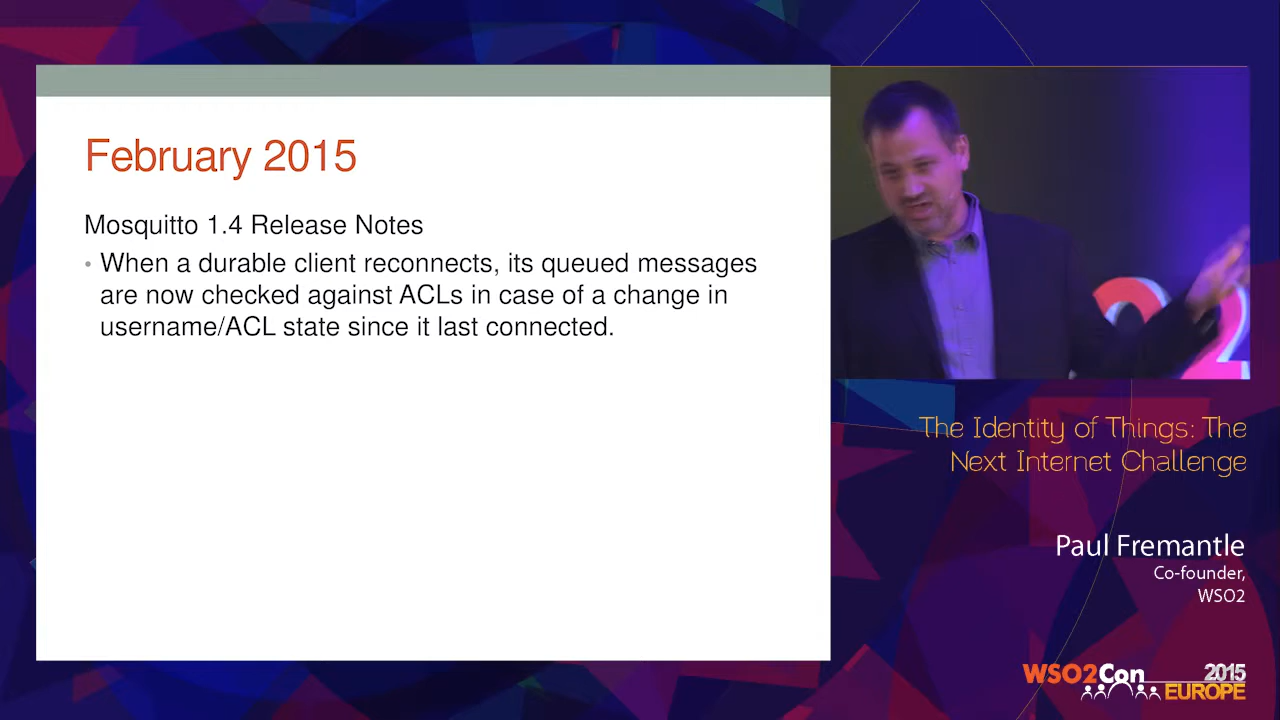 February 2015
Mosquitto 1.4 Release Notes
• When a durable client reconnects, its queued messages
are now checked against ACLs in case of a change in
username/ACL state since it last connected.
2
The Identity of Things: The
Next Internet Challenge
Paul Fremantle
Co-founder,
WSO2
WSO2Con 2015
EUROPE